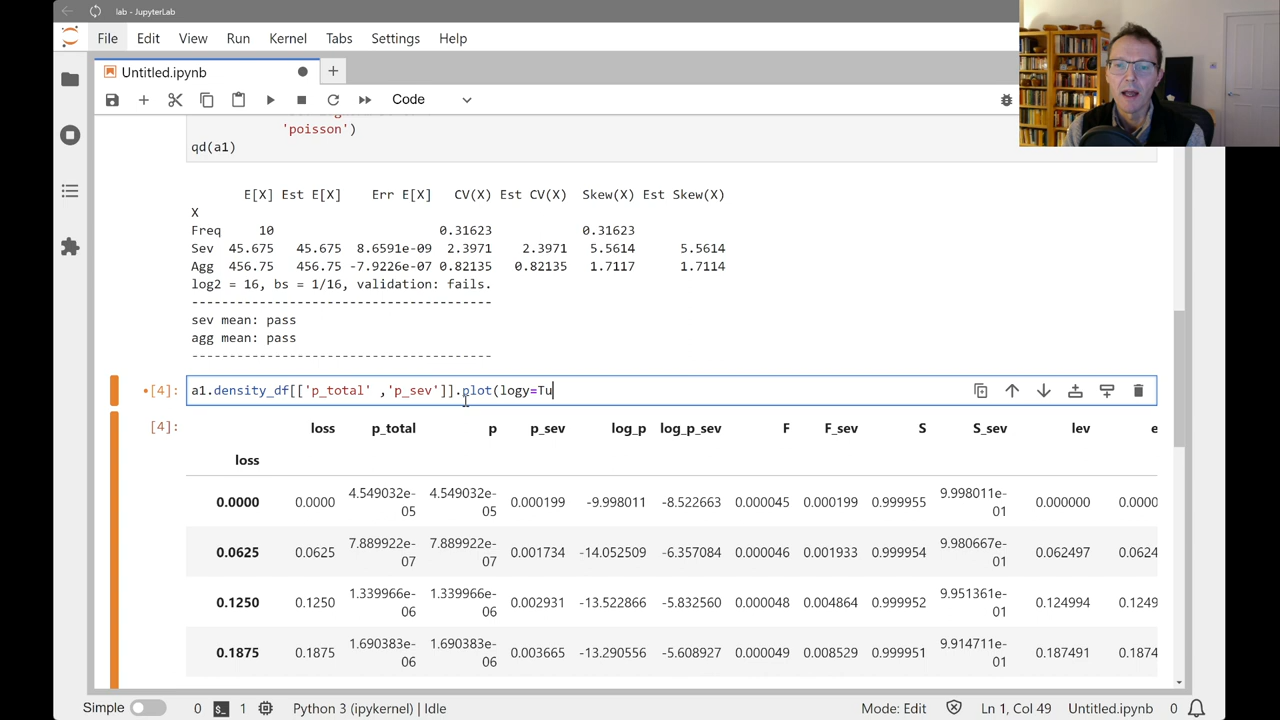 lab - JupyterLab
File Edit View Run Kernel Tabs Settings Help
Untitled.ipynb
Code
'poisson')
qd(a1)
E[X] Est E[X] Err E[X] CV(X) Est CV(X) Skew(X) Est Skew(X)
X
Freq 10 0.31623 0.31623
Sev 45.675 45.675 8.6591e-09 2.3971 2.3971 5.5614 5.5614
Agg 456.75 456.75 -7.9226e-07 0.82135 0.82135 1.7117 1.7114
log2 = 16, bs = 1/16, validation: fails.
--------------------------------------------------
sev mean: pass
agg mean: pass
--------------------------------------------------
[4]: a1.density_df[['p_total' ,'p_sev']].plot(logy=Tu
[4]: loss p_total p p_sev log_p log_p_sev F F_sev S S_sev lev e
loss
0.0000 0.0000 4.549032e-05 4.549032e-05 0.000199 -9.998011 -8.522663 0.000045 0.000199 0.999955 9.998011e-01 0.000000 0.0000
0.0625 0.0625 7.889922e-07 7.889922e-07 0.001734 -14.052509 -6.357084 0.000046 0.001933 0.999954 9.980667e-01 0.062497 0.0624
0.1250 0.1250 1.339966e-06 1.339966e-06 0.002931 -13.522866 -5.832560 0.000048 0.004864 0.999952 9.951361e-01 0.124994 0.1249
0.1875 0.1875 1.690383e-06 1.690383e-06 0.003665 -13.290556 -5.608927 0.000049 0.008529 0.999951 9.914711e-01 0.187491 0.1874
Simple 0 $_ 1 Python 3 (ipykernel) | Idle Mode: Edit Ln 1, Col 49 Untitled.ipynb 0